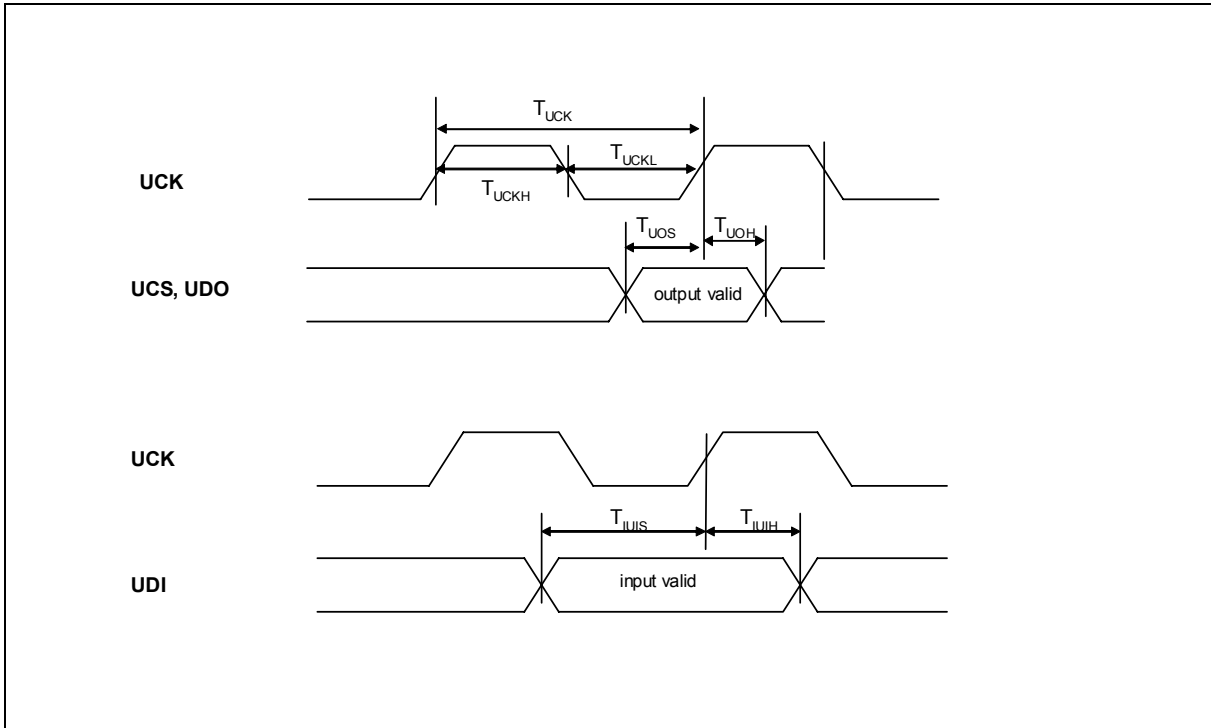 T_UCK
UCK
T_UCKL
T_UCKH
T_UOS T_UOH
UCS, UDO
output valid
UCK
T_IUIS T_IUIH
UDI
input valid